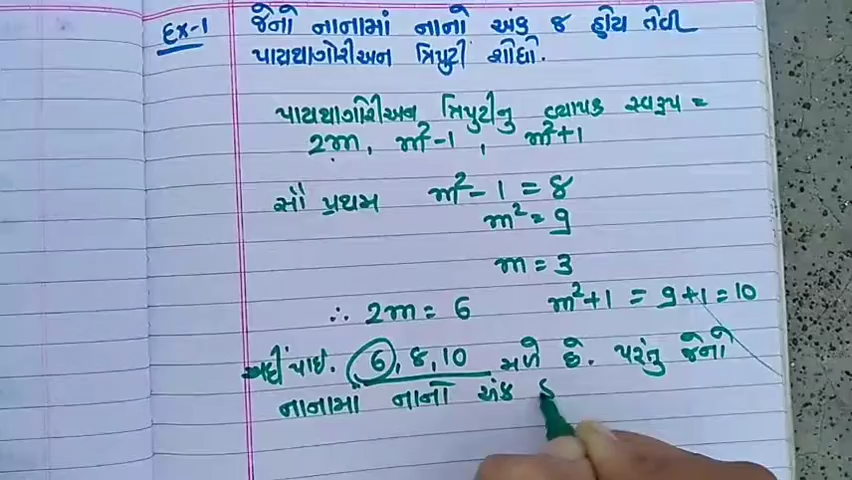 Ex-1 જેનો નાનામાં નાનો અંક ૪ હોય તેવી
પાયથાગોરીઅન ત્રિપુટી શોધો.
પાયથાગોરીઅન ત્રિપુટીનુ વ્યાપક સ્વરૂપ =
2m, m²-1, m²+1
સૌ પ્રથમ m²-1 = 8
m² = 9
m = 3
∴ 2m = 6 m²+1 = 9+1 = 10
અહીં પાઇ. 6, 8, 10 મળે છે. પરંતુ જેનો
નાનામાં નાનો અંક